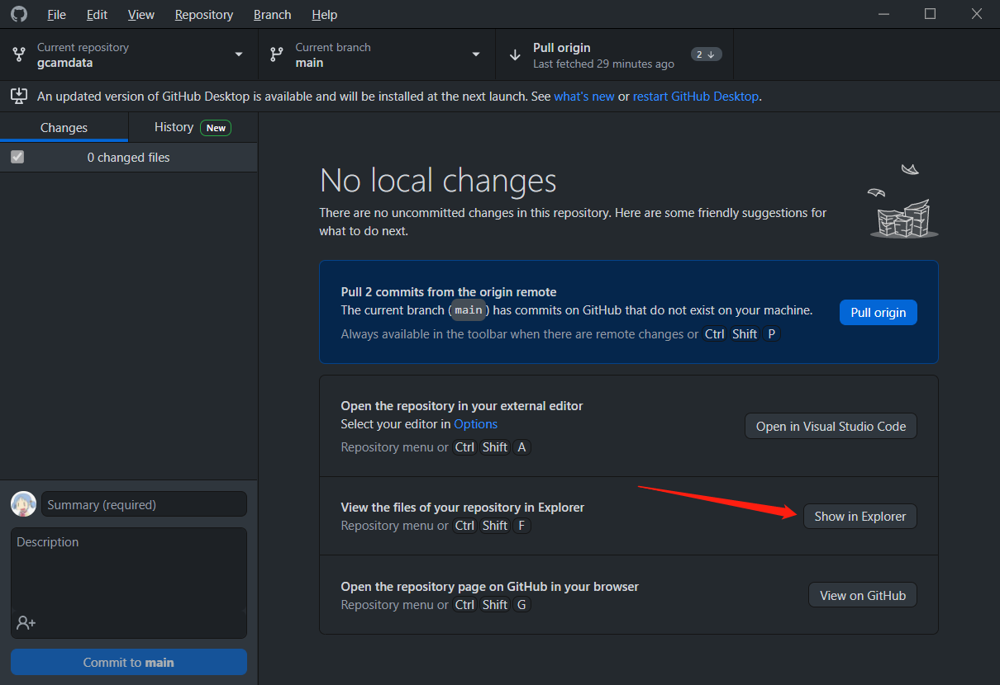 File Edit View Repository Branch Help
Current repository
gcamdata
Current branch
main
Pull origin
Last fetched 29 minutes ago
2
An updated version of GitHub Desktop is available and will be installed at the next launch. See what's new or restart GitHub Desktop.
Changes
History New
0 changed files
No local changes
There are no uncommitted changes in this repository. Here are some friendly suggestions for
what to do next.
Pull 2 commits from the origin remote
The current branch (main) has commits on GitHub that do not exist on your machine.
Always available in the toolbar when there are remote changes or Ctrl Shift P
Pull origin
Open the repository in your external editor
Select your editor in Options
Repository menu or Ctrl Shift A
Open in Visual Studio Code
View the files of your repository in Explorer
Repository menu or Ctrl Shift F
Show in Explorer
Open the repository page on GitHub in your browser
Repository menu or Ctrl Shift G
View on GitHub
Summary (required)
Description
Commit to main